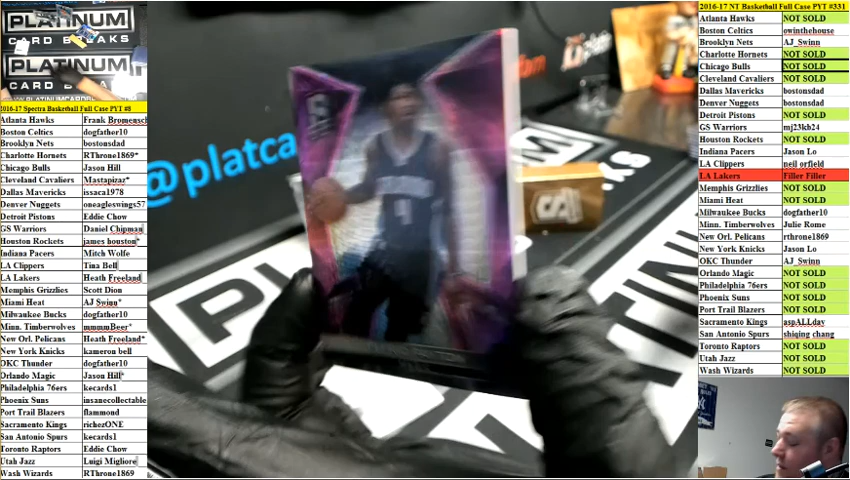 PLATINUM
CARD BREAKS
PLATINUM
CARD BREAKS
2016-17 Spectra Basketball Full Case PYT #8
Atlanta Hawks Frank Bromensch
Boston Celtics dogfather10
Brooklyn Nets bostonsdad
Charlotte Hornets RThrone1869*
Chicago Bulls Jason Hill
Cleveland Cavaliers Mastapizaz*
Dallas Mavericks issaca1978
Denver Nuggets oneagleswings57
Detroit Pistons Eddie Chow
GS Warriors Daniel Chipman
Houston Rockets james houston*
Indiana Pacers Mitch Wolfe
LA Clippers Tina Bell
LA Lakers Heath Freeland
Memphis Grizzlies Scott Dion
Miami Heat AJ Swinn*
Milwaukee Bucks dogfather10
Minn. Timberwolves mmmmBeer*
New Orl. Pelicans Heath Freeland*
New York Knicks kameron bell
OKC Thunder dogfather10
Orlando Magic Jason Hill*
Philadelphia 76ers kecards1
Phoenix Suns insanecollectable
Port Trail Blazers flammond
Sacramento Kings richezONE
San Antonio Spurs kecards1
Toronto Raptors Eddie Chow
Utah Jazz Luigi Migliore
Wash Wizards RThrone1869
@platca
4
2016-17 NT Basketball Full Case PYT #331
Atlanta Hawks NOT SOLD
Boston Celtics owinthehouse
Brooklyn Nets AJ_Swinn
Charlotte Hornets NOT SOLD
Chicago Bulls NOT SOLD
Cleveland Cavaliers NOT SOLD
Dallas Mavericks bostonsdad
Denver Nuggets bostonsdad
Detroit Pistons NOT SOLD
GS Warriors mj23kb24
Houston Rockets NOT SOLD
Indiana Pacers Jason Lo
LA Clippers neil orfield
LA Lakers Filler Filler
Memphis Grizzlies NOT SOLD
Miami Heat NOT SOLD
Milwaukee Bucks dogfather10
Minn. Timberwolves Julie Rome
New Orl. Pelicans rthrone1869
New York Knicks Jason Lo
OKC Thunder AJ_Swinn
Orlando Magic NOT SOLD
Philadelphia 76ers NOT SOLD
Phoenix Suns NOT SOLD
Port Trail Blazers NOT SOLD
Sacramento Kings aspALLday
San Antonio Spurs shiqing chang
Toronto Raptors NOT SOLD
Utah Jazz NOT SOLD
Wash Wizards NOT SOLD